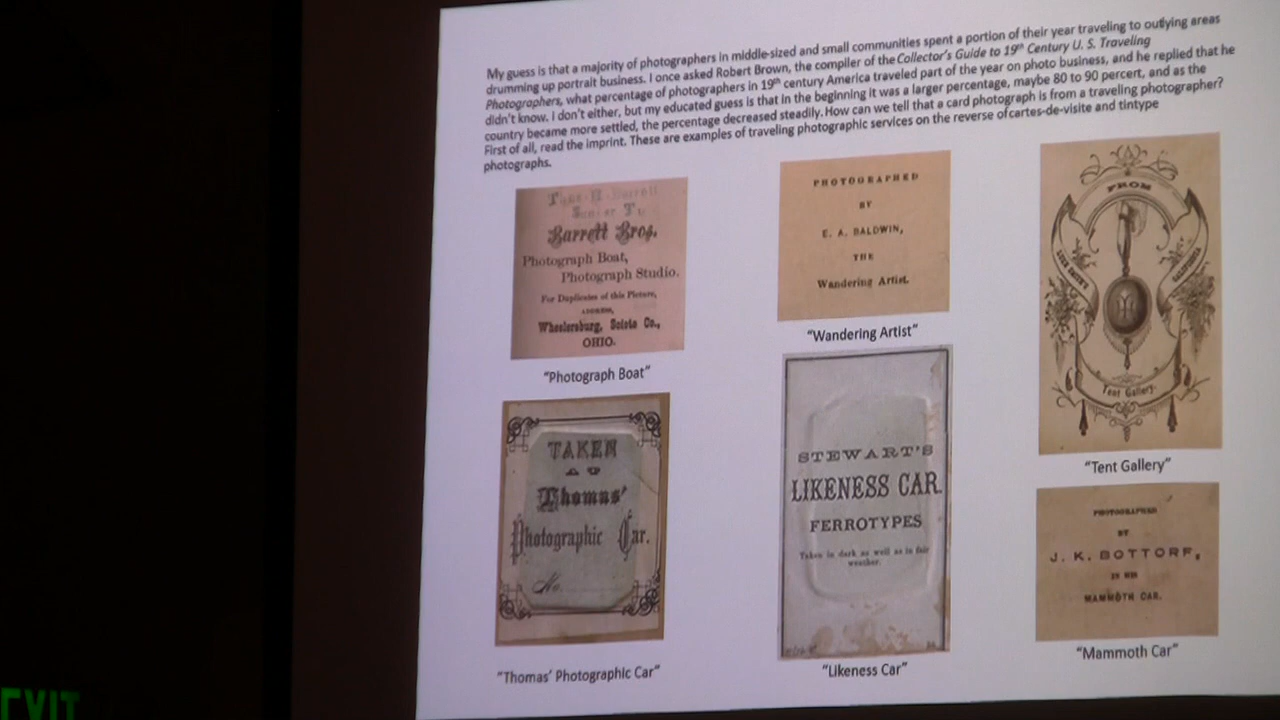 My guess is that a majority of photographers in middle-sized and small communities spent a portion of their year traveling to outlying areas
drumming up portrait business. I once asked Robert Brown, the compiler of the Collector's Guide to 19th Century U. S. Traveling
Photographers, what percentage of photographers in 19th century America traveled part of the year on photo business, and he replied that he
didn't know. I don't either, but my educated guess is that in the beginning it was a larger percentage, maybe 80 to 90 percent, and as the
country became more settled, the percentage decreased steadily. How can we tell that a card photograph is from a traveling photographer?
First of all, read the imprint. These are examples of traveling photographic services on the reverse of cartes-de-visite and tintype
photographs.
Barrett Bros.
Photograph Boat,
Photograph Studio.
For Duplicates of this Picture,
ADDRESS,
Wheelersburg, Scioto Co.,
OHIO.
"Photograph Boat"
PHOTOGRAPHED
BY
E. A. BALDWIN,
THE
Wandering Artist.
"Wandering Artist"
FROM
CALIFORNIA
Tent Gallery.
"Tent Gallery"
TAKEN
AT
Thomas'
Photographic Car.
No.
"Thomas' Photographic Car"
STEWART'S
LIKENESS CAR.
FERROTYPES
Taken in dark as well as in fair
weather.
"Likeness Car"
PHOTOGRAPHED
BY
J. K. BOTTORF,
IN HIS
MAMMOTH CAR.
"Mammoth Car"
EXIT